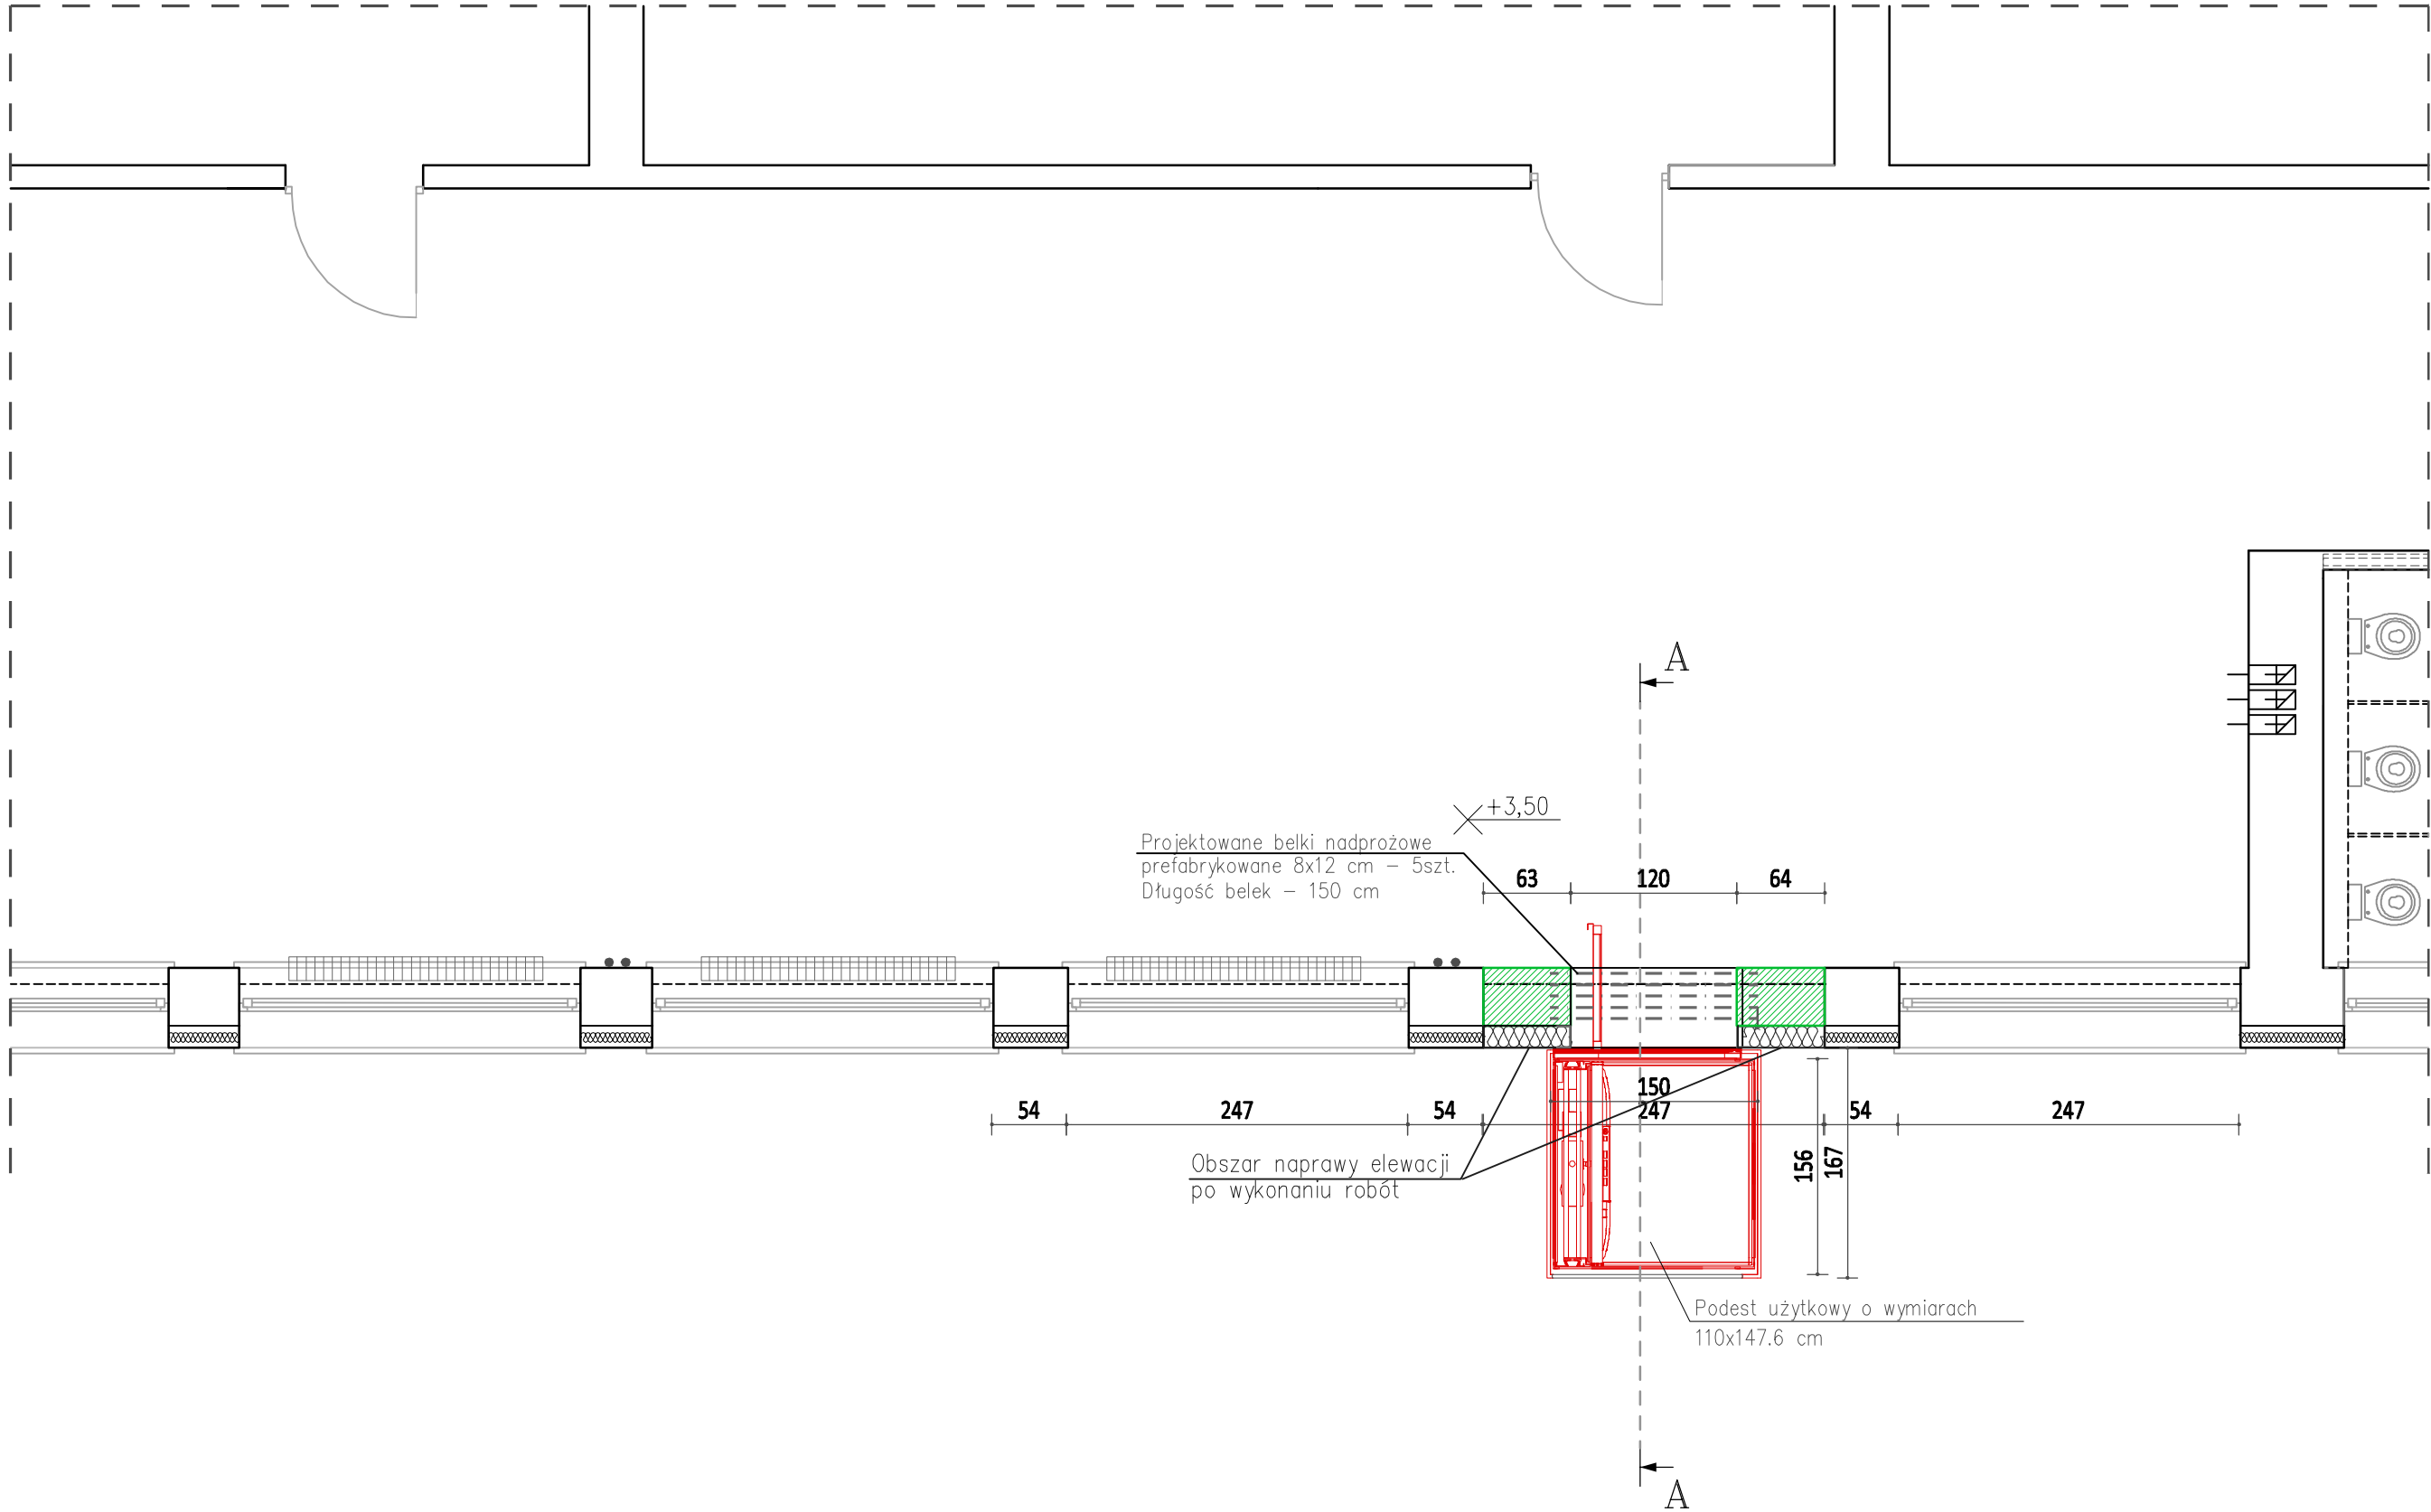 A
+3,50
Projektowane belki nadprożowe
prefabrykowane 8x12 cm – 5szt.
Długość belek – 150 cm
63 120 64
150
54 247 54 247 54 247
156 167
Obszar naprawy elewacji
po wykonaniu robót
Podest użytkowy o wymiarach
110x147.6 cm
A